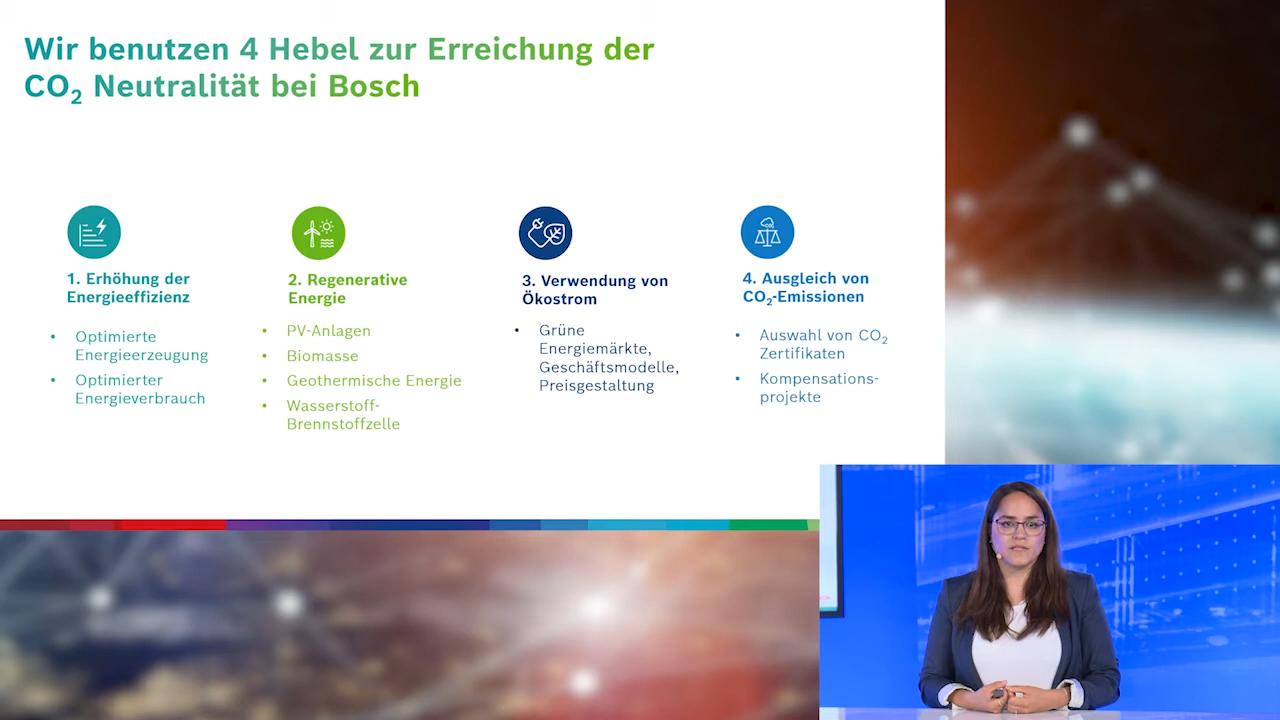 Wir benutzen 4 Hebel zur Erreichung der
CO₂ Neutralität bei Bosch
1. Erhöhung der
Energieeffizienz
• Optimierte
Energieerzeugung
• Optimierter
Energieverbrauch
2. Regenerative
Energie
• PV-Anlagen
• Biomasse
• Geothermische Energie
• Wasserstoff-
Brennstoffzelle
3. Verwendung von
Ökostrom
• Grüne
Energiemärkte,
Geschäftsmodelle,
Preisgestaltung
4. Ausgleich von
CO₂-Emissionen
• Auswahl von CO₂
Zertifikaten
• Kompensations-
projekte